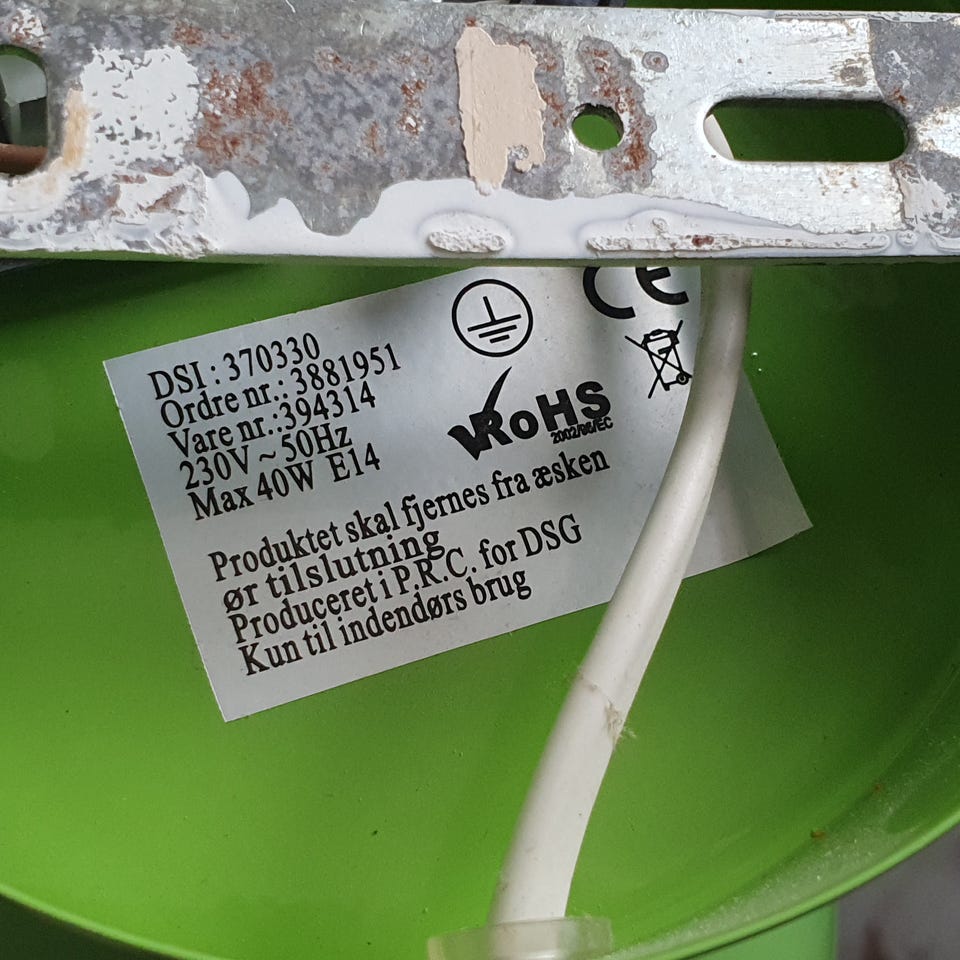 DSI : 370330
Ordre nr.: 3881951
Vare nr.:394314
230V ~ 50Hz
Max 40W E14
CE
RoHS
2002/95/EC
Produktet skal fjernes fra æsken
ør tilslutning
Produceret i P.R.C. for DSG
Kun til indendørs brug